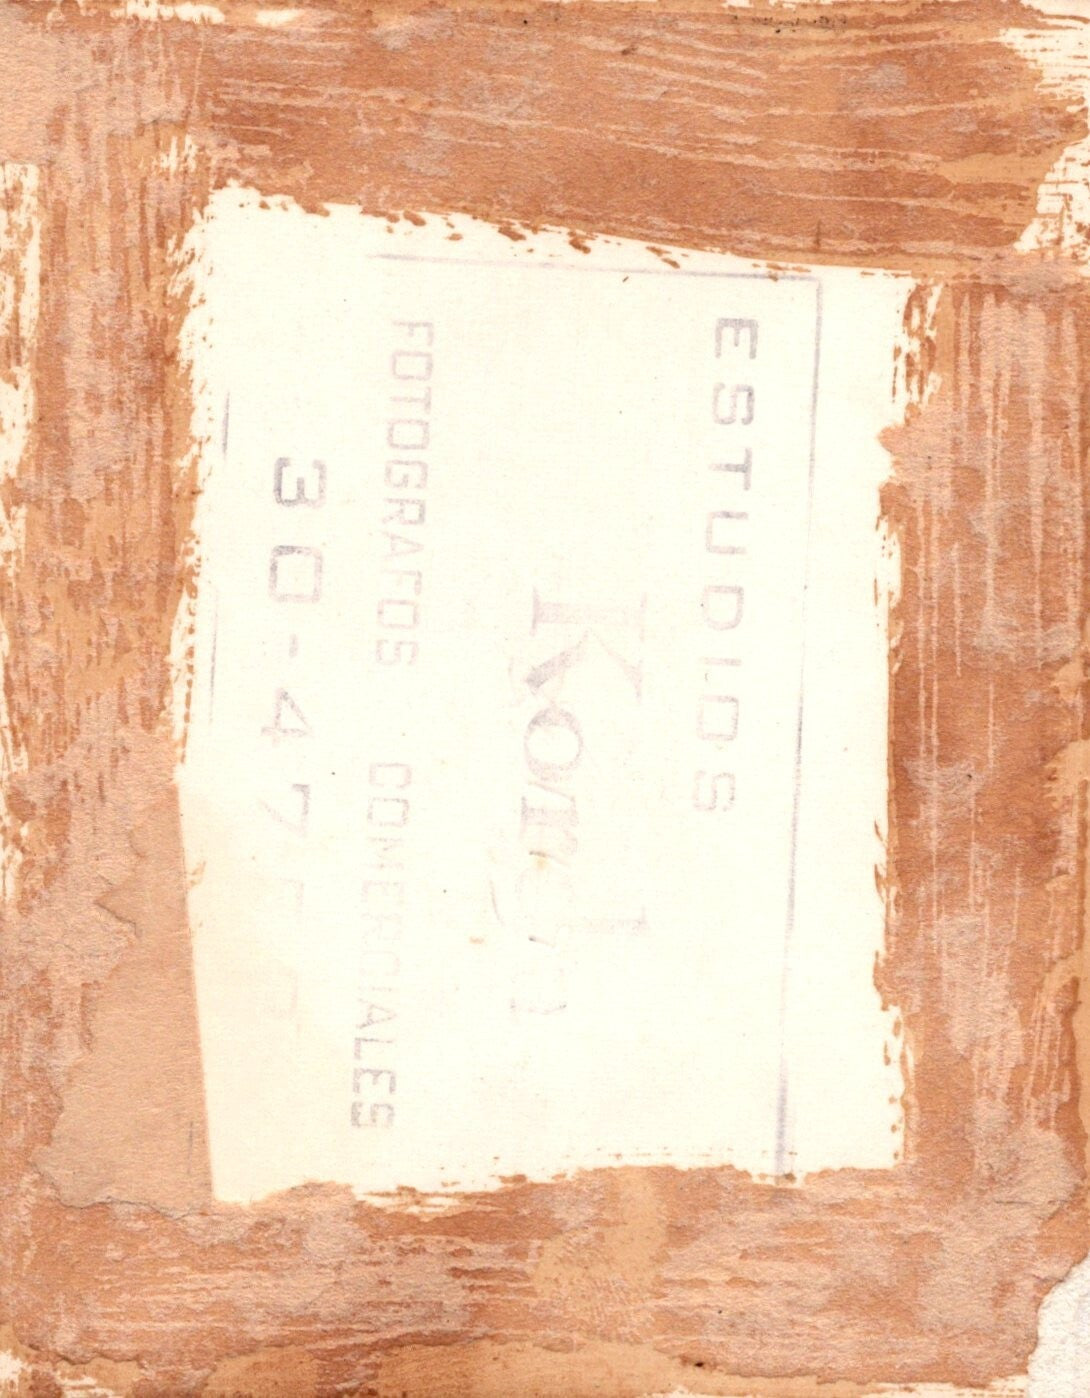 ESTUDIOS
FOTOGRAFOS COMERCIALES
30-47